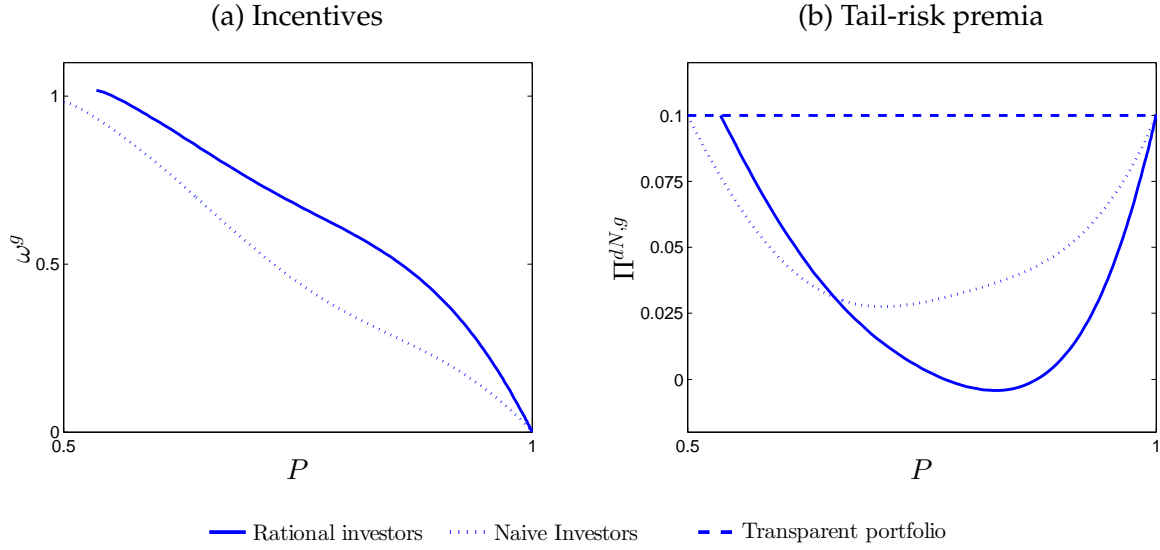 (a) Incentives
(b) Tail-risk premia
1
0.5
0
ω^g
0.5
1
P
0.1
0.075
0.05
0.025
0
Π^{dN,g}
0.5
1
P
Rational investors
Naive Investors
Transparent portfolio